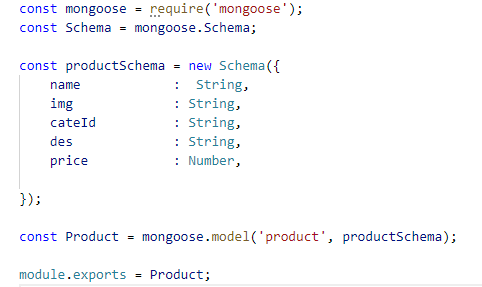 const mongoose = require('mongoose');
const Schema = mongoose.Schema;
const productSchema = new Schema({
name : String,
img : String,
cateId : String,
des : String,
price : Number,
});
const Product = mongoose.model('product', productSchema);
module.exports = Product;